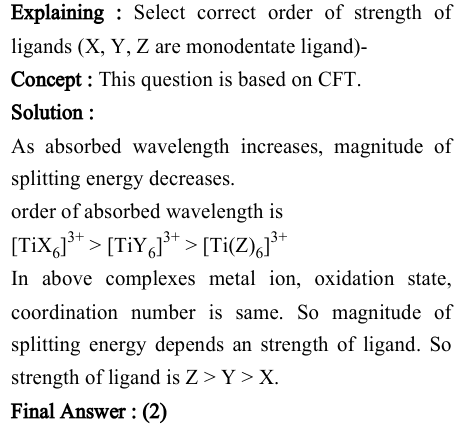 Explaining : Select correct order of strength of
ligands (X, Y, Z are monodentate ligand)-
Concept : This question is based on CFT.
Solution :
As absorbed wavelength increases, magnitude of
splitting energy decreases.
order of absorbed wavelength is
[TiX₆]³⁺ > [TiY₆]³⁺ > [Ti(Z)₆]³⁺
In above complexes metal ion, oxidation state,
coordination number is same. So magnitude of
splitting energy depends an strength of ligand. So
strength of ligand is Z > Y > X.
Final Answer : (2)